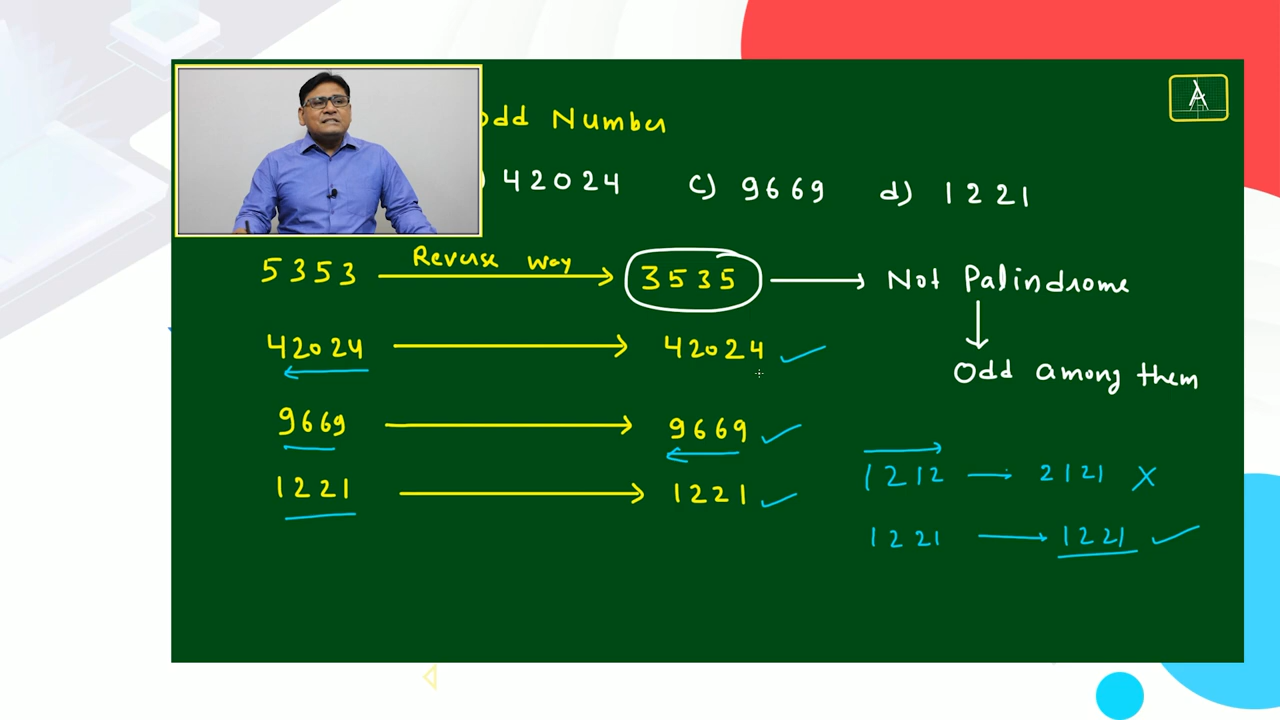 odd Number
) 42024 c) 9669 d) 1221
5353 Reverse way 3535 Not Palindrome
42024 42024
Odd among them
9669 9669
1212 2121 X
1221 1221
1221 1221
A